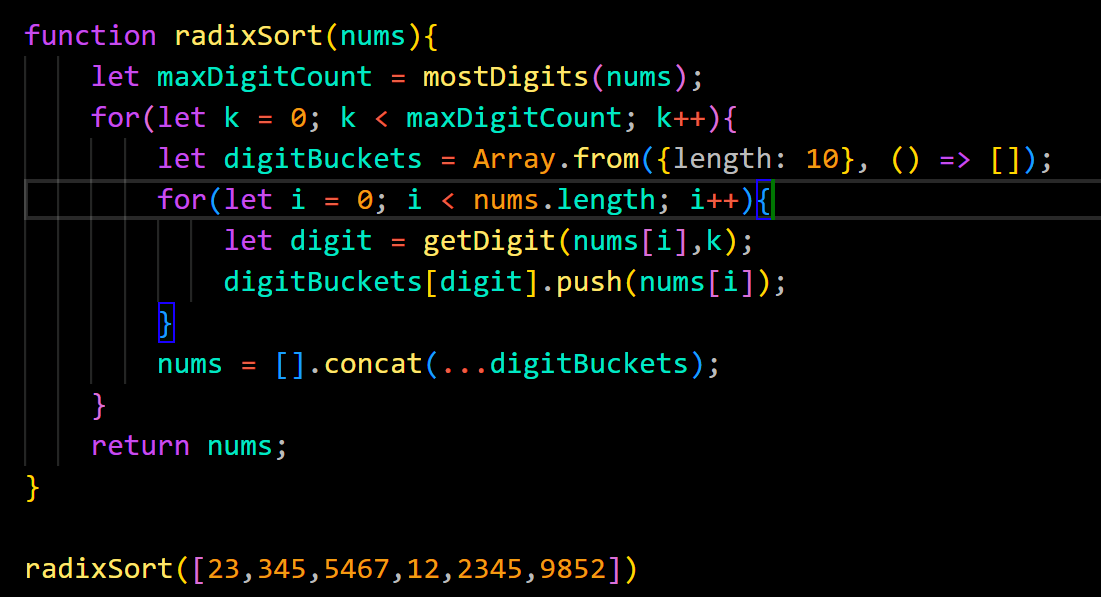 function radixSort(nums){
    let maxDigitCount = mostDigits(nums);
    for(let k = 0; k < maxDigitCount; k++){
        let digitBuckets = Array.from({length: 10}, () => []);
        for(let i = 0; i < nums.length; i++){
            let digit = getDigit(nums[i],k);
            digitBuckets[digit].push(nums[i]);
        }
        nums = [].concat(...digitBuckets);
    }
    return nums;
}

radixSort([23,345,5467,12,2345,9852])